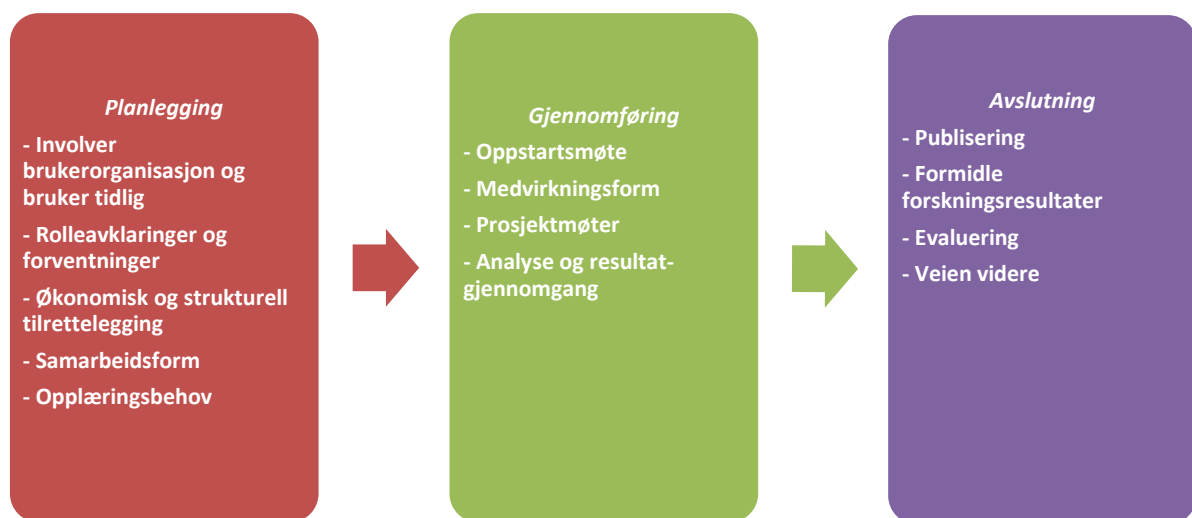 Planlegging
- Involver
brukerorganisasjon og
bruker tidlig
- Rolleavklaringer og
forventninger
- Økonomisk og strukturell
tilrettelegging
- Samarbeidsform
- Opplæringsbehov
Gjennomføring
- Oppstartsmøte
- Medvirkningsform
- Prosjektmøter
- Analyse og resultat-
gjennomgang
Avslutning
- Publisering
- Formidle
forskningsresultater
- Evaluering
- Veien videre